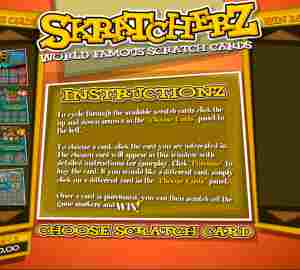 SKRATCHERZ
WORLD FAMOUS SCRATCH CARDS
INSTRUCTIONZ
To cycle through the available scratch cards click the
up and down arrows in the "Choose Cards" panel to
the left.
To choose a card, click the card you are interested in.
The chosen card will appear in this window with
detailed instructions for gameplay. Click "Purchase" to
buy the card. If you would like a different card, simply
click on a different card in the "Choose Cards" panel.
Once a card is purchased, you can then scratch off the
game markers and WIN!
CHOOSE SCRATCH CARD